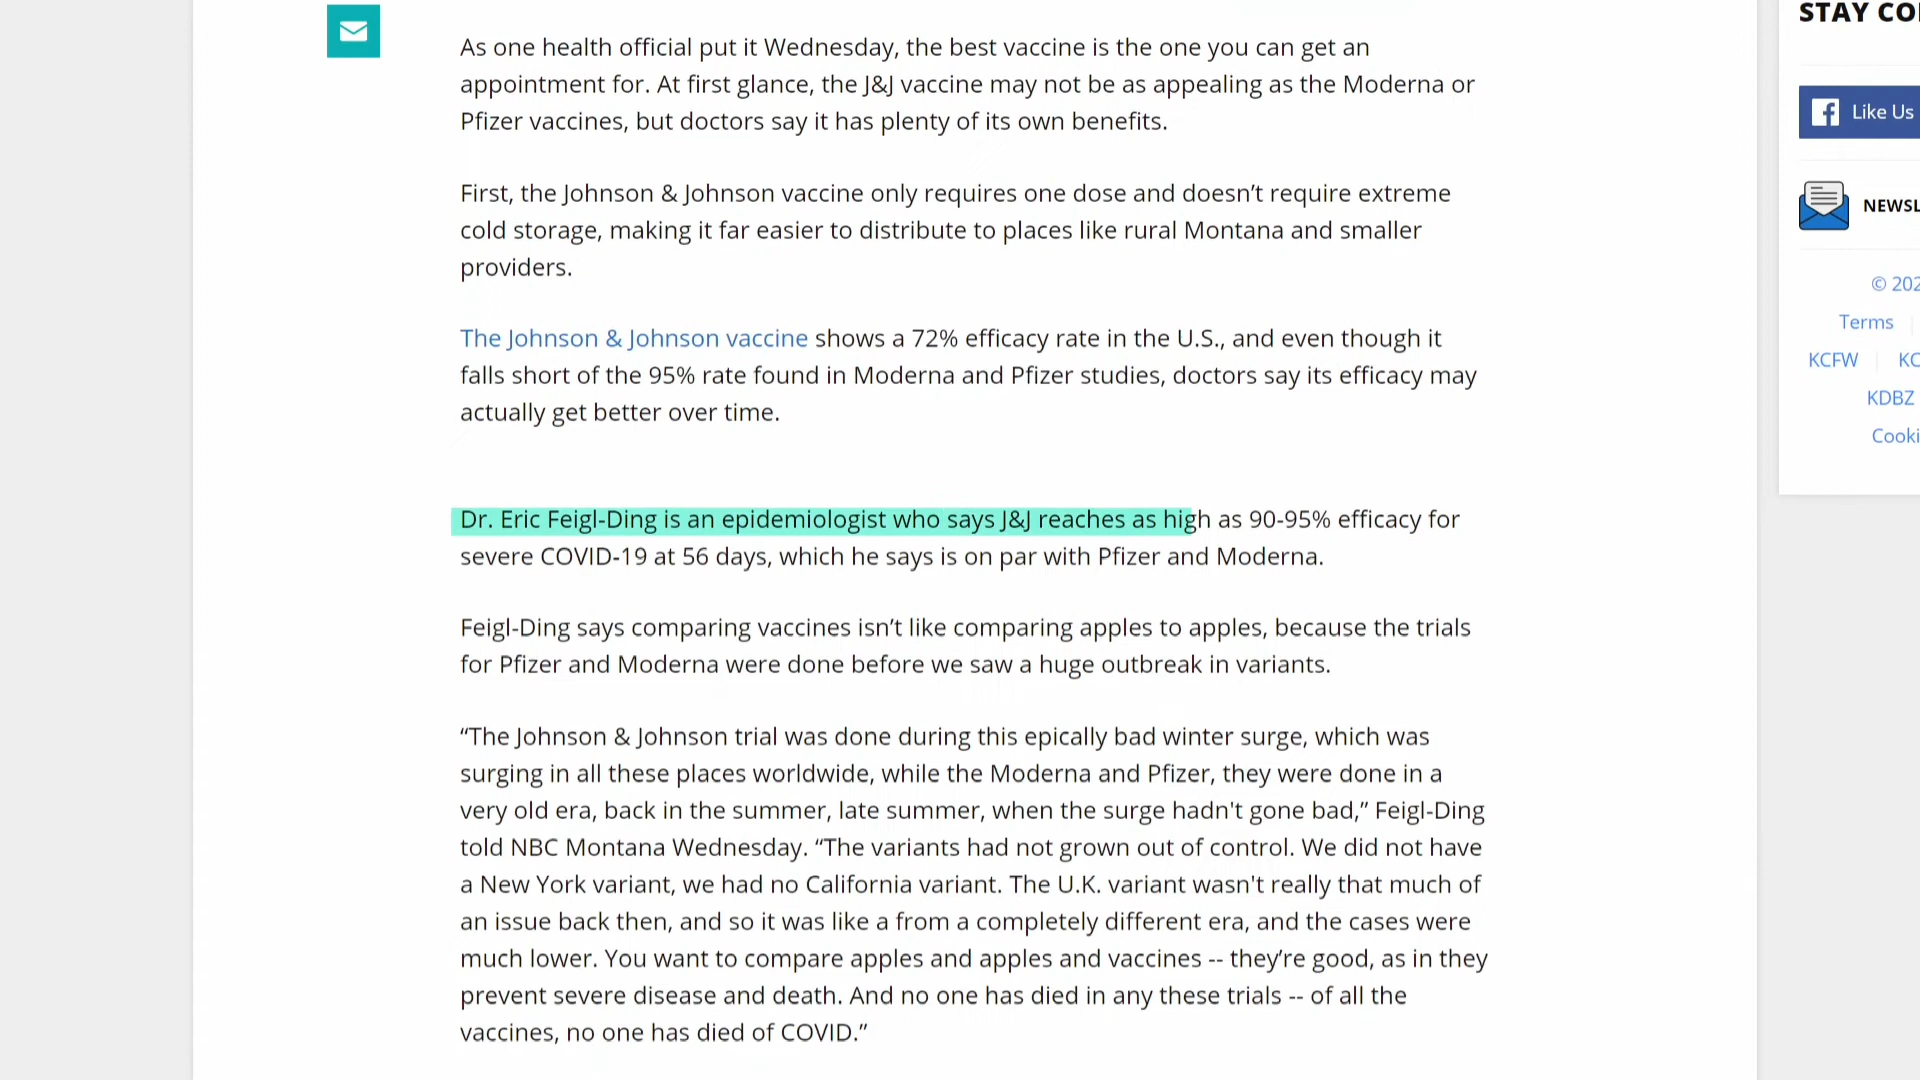 As one health official put it Wednesday, the best vaccine is the one you can get an
appointment for. At first glance, the J&J vaccine may not be as appealing as the Moderna or
Pfizer vaccines, but doctors say it has plenty of its own benefits.
First, the Johnson & Johnson vaccine only requires one dose and doesn’t require extreme
cold storage, making it far easier to distribute to places like rural Montana and smaller
providers.
The Johnson & Johnson vaccine shows a 72% efficacy rate in the U.S., and even though it
falls short of the 95% rate found in Moderna and Pfizer studies, doctors say its efficacy may
actually get better over time.
Dr. Eric Feigl-Ding is an epidemiologist who says J&J reaches as high as 90-95% efficacy for
severe COVID-19 at 56 days, which he says is on par with Pfizer and Moderna.
Feigl-Ding says comparing vaccines isn’t like comparing apples to apples, because the trials
for Pfizer and Moderna were done before we saw a huge outbreak in variants.
“The Johnson & Johnson trial was done during this epically bad winter surge, which was
surging in all these places worldwide, while the Moderna and Pfizer, they were done in a
very old era, back in the summer, late summer, when the surge hadn't gone bad,” Feigl-Ding
told NBC Montana Wednesday. “The variants had not grown out of control. We did not have
a New York variant, we had no California variant. The U.K. variant wasn't really that much of
an issue back then, and so it was like a from a completely different era, and the cases were
much lower. You want to compare apples and apples and vaccines -- they’re good, as in they
prevent severe disease and death. And no one has died in any these trials -- of all the
vaccines, no one has died of COVID.”
STAY CO
Like Us
NEWSL
© 202
Terms
KCFW KC
KDBZ
Cooki